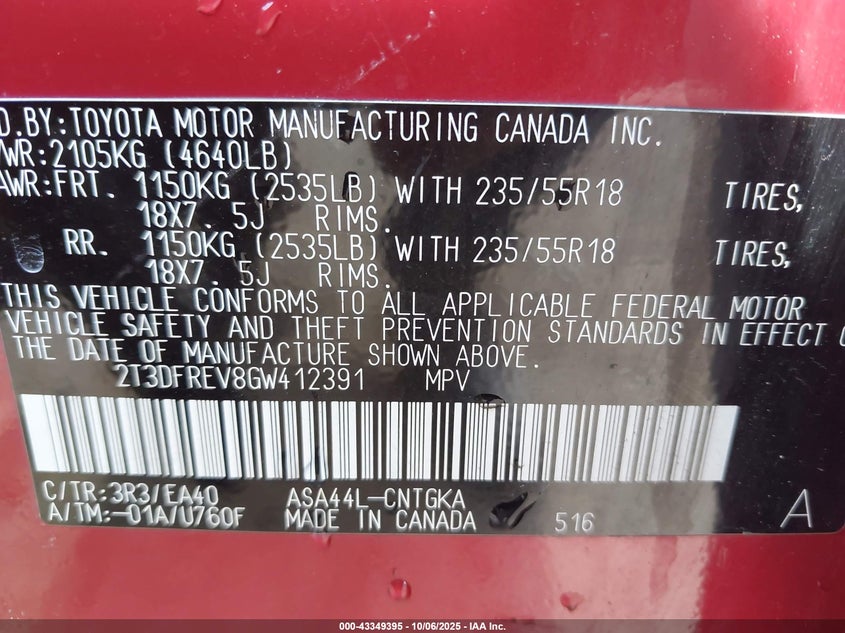 D.BY:TOYOTA MOTOR MANUFACTURING CANADA INC.
WR:2105KG (4640LB)
AWR:FRT. 1150KG (2535LB) WITH 235/55R18 TIRES,
18X7.5J RIMS.
RR. 1150KG (2535LB) WITH 235/55R18 TIRES,
18X7.5J RIMS.
THIS VEHICLE CONFORMS TO ALL APPLICABLE FEDERAL MOTOR
VEHICLE SAFETY AND THEFT PREVENTION STANDARDS IN EFFECT O
THE DATE OF MANUFACTURE SHOWN ABOVE.
2T3DFREV8GW412391 MPV
C/TR:3R3/EA40 ASA44L-CNTGKA
A/TM:-01A/U760F MADE IN CANADA 516 A
000-43349395 - 10/06/2025 - IAA Inc.